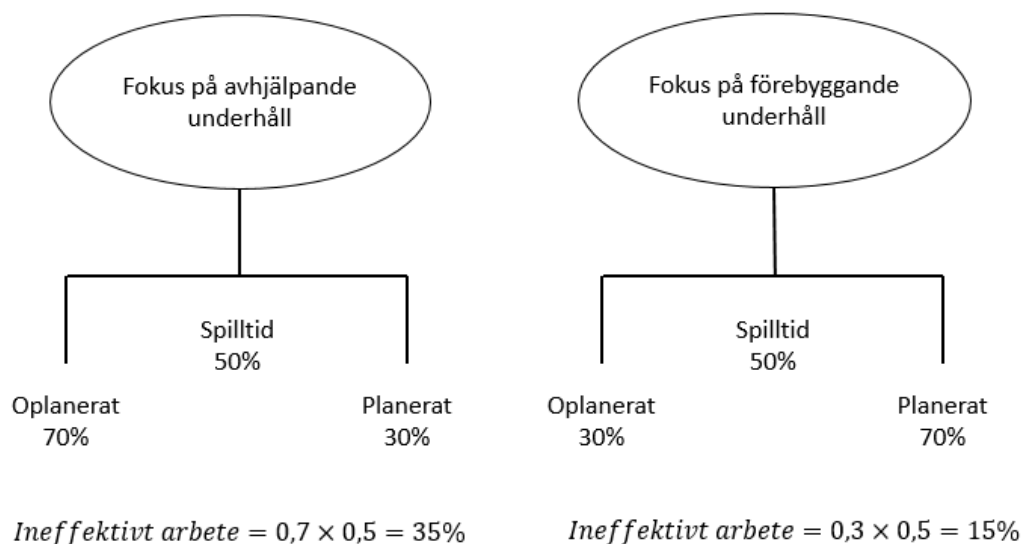 Fokus på avhjälpande
underhåll
Spilltid
50%
Oplanerat
70%
Planerat
30%
Ineffektivt arbete = 0,7 × 0,5 = 35%
Fokus på förebyggande
underhåll
Spilltid
50%
Oplanerat
30%
Planerat
70%
Ineffektivt arbete = 0,3 × 0,5 = 15%